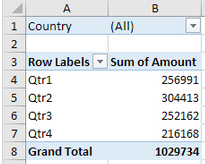 A B
1 Country (All)
2
3 Row Labels Sum of Amount
4 Qtr1 256991
5 Qtr2 304413
6 Qtr3 252162
7 Qtr4 216168
8 Grand Total 1029734